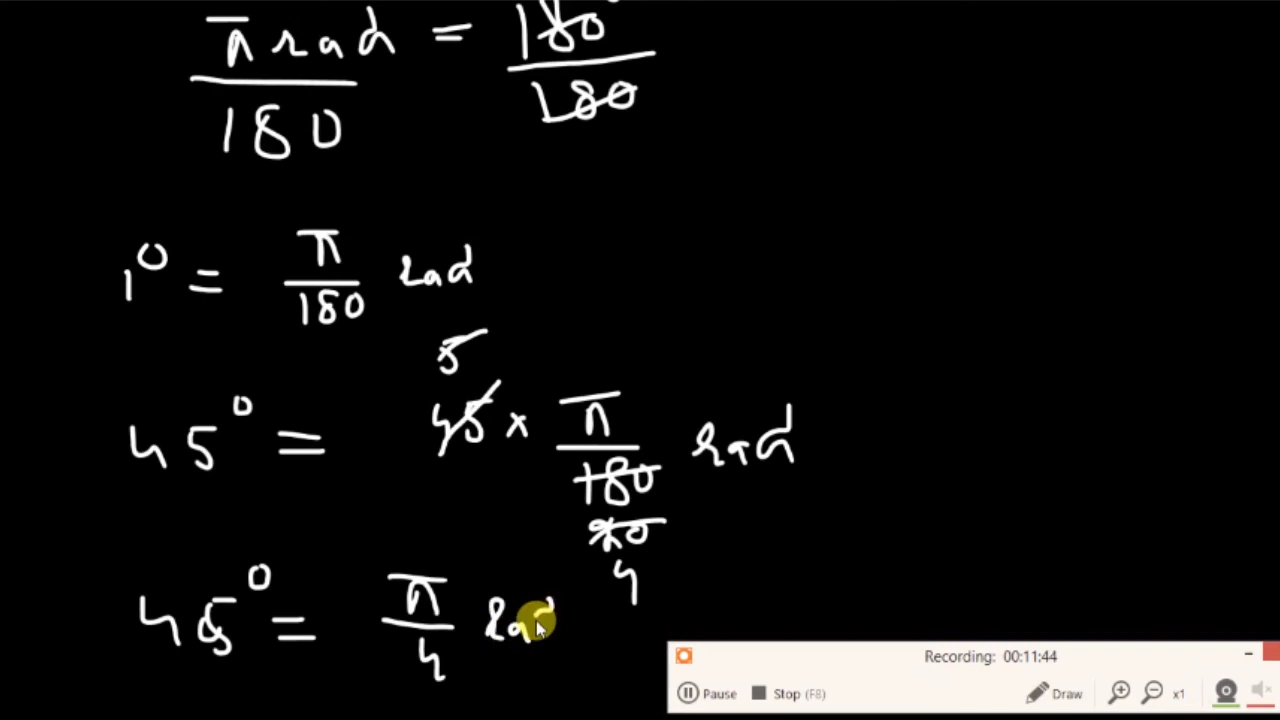 π rad = 180°
180 180
1° = π/180 rad
5
45° = 45 × π/180 rad
20
4
45° = π/4 rad
Recording: 00:11:44
Pause Stop (F8) Draw x1